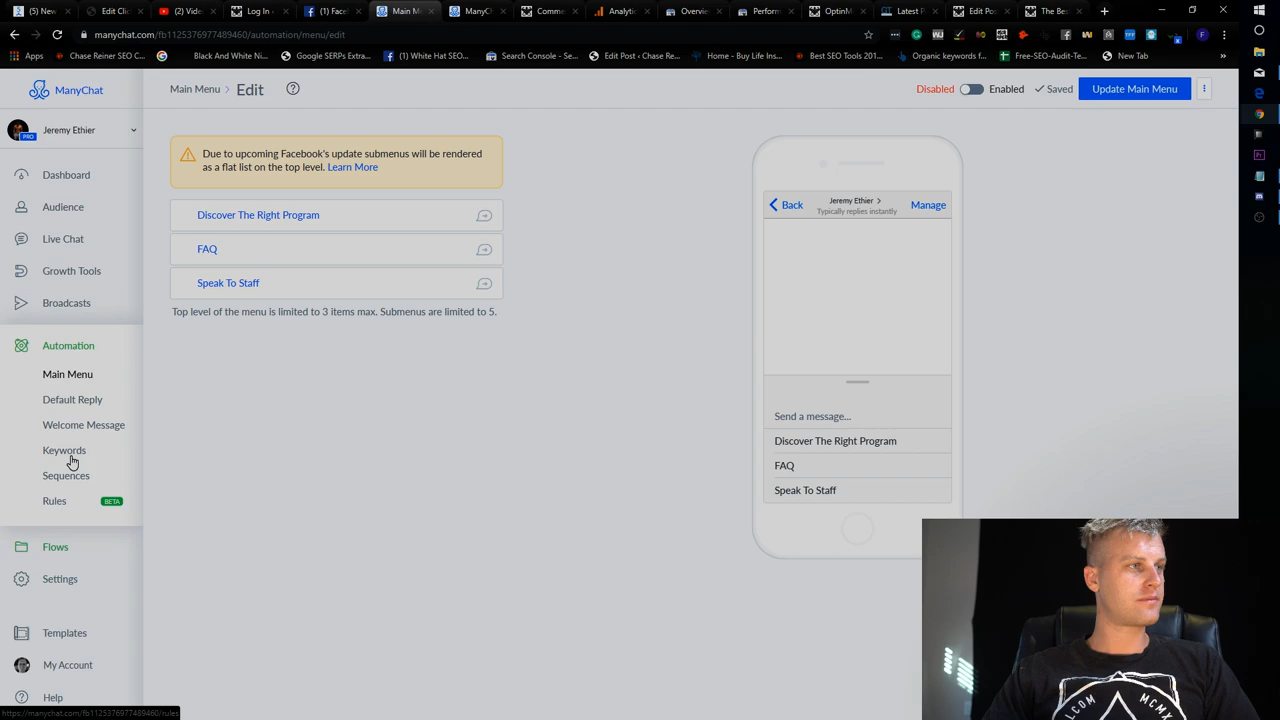 (5) New
Edit Clic
(2) Vide
Log In ‹
(1) Face
Main M
ManyCh
Comme
Analytic
Overvie
Perform
OptinM
Latest P
Edit Pos
The Bes
manychat.com/fb1125376977489460/automation/menu/edit
Apps
Chase Reiner SEO C...
Black And White Yin...
Google SERPs Extra...
(1) White Hat SEO...
Search Console - Se...
Edit Post ‹ Chase Re...
Home - Buy Life Ins...
Best SEO Tools 201...
Organic keywords f...
Free-SEO-Audit-Te...
New Tab
ManyChat
Main Menu > Edit
Disabled
Enabled
Saved
Update Main Menu
Jeremy Ethier
PRO
Dashboard
Audience
Live Chat
Growth Tools
Broadcasts
Automation
Main Menu
Default Reply
Welcome Message
Keywords
Sequences
Rules BETA
Flows
Settings
Templates
My Account
Help
Due to upcoming Facebook's update submenus will be rendered
as a flat list on the top level. Learn More
Discover The Right Program
FAQ
Speak To Staff
Top level of the menu is limited to 3 items max. Submenus are limited to 5.
Back
Jeremy Ethier >
Typically replies instantly
Manage
Send a message...
Discover The Right Program
FAQ
Speak To Staff
https://manychat.com/fb1125376977489460/rules